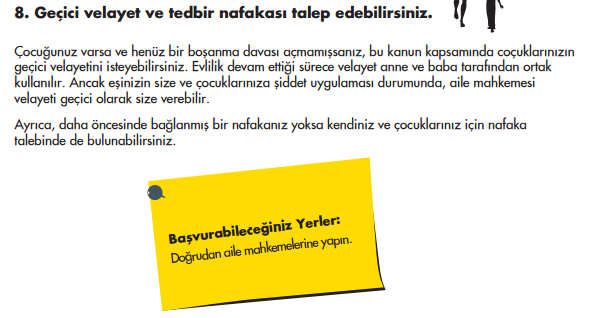 8. Geçici velayet ve tedbir nafakası talep edebilirsiniz.
Çocuğunuz varsa ve henüz bir boşanma davası açmamışsanız, bu kanun kapsamında coçuklarınızın
geçici velayetini isteyebilirsiniz. Evlilik devam ettiği sürece velayet anne ve baba tarafından ortak
kullanılır. Ancak eşinizin size ve çocuklarınıza şiddet uygulaması durumunda, aile mahkemesi
velayeti geçici olarak size verebilir.
Ayrıca, daha öncesinde bağlanmış bir nafakanız yoksa kendiniz ve çocuklarınız için nafaka
talebinde de bulunabilirsiniz.
Başvurabileceğiniz Yerler:
Doğrudan aile mahkemelerine yapın.